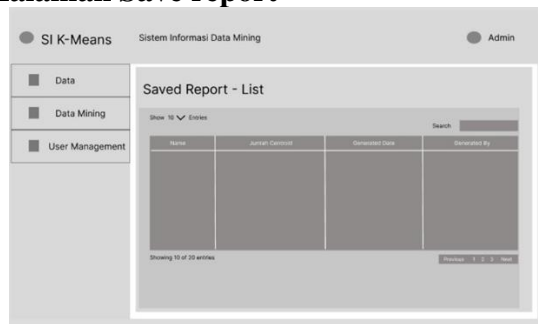 SI K-Means
Sistem Informasi Data Mining
Admin
Data
Data Mining
User Management
Saved Report - List
Show 10 Entries
Search
Name
Jumlah Centroid
Generated Date
Generated By
Showing 10 of 20 entries
Previous 1 2 3 Next